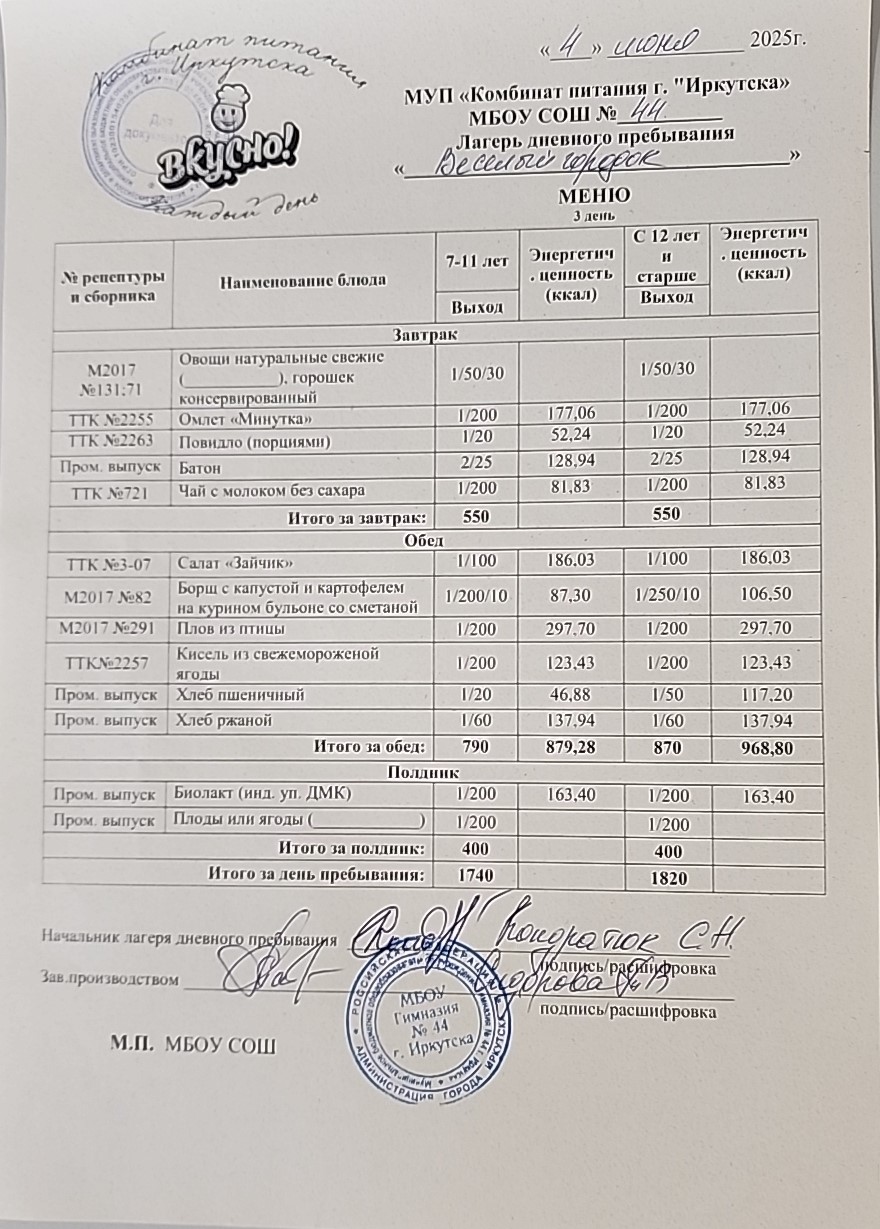 Комбинат питания
г. Иркутска
ВКУСНО!
Каждый день
« 4 » июня 2025г.
МУП «Комбинат питания г. "Иркутска»
МБОУ СОШ № 44
Лагерь дневного пребывания
« Веселый городок »
МЕНЮ
3 день
№ рецептуры и сборника | Наименование блюда | 7-11 лет Выход | Энергетич. ценность (ккал) | С 12 лет и старше Выход | Энергетич. ценность (ккал)
Завтрак
М2017 №131;71 | Овощи натуральные свежие (____________), горошек консервированный | 1/50/30 | | 1/50/30 |
ТТК №2255 | Омлет «Минутка» | 1/200 | 177,06 | 1/200 | 177,06
ТТК №2263 | Повидло (порциями) | 1/20 | 52,24 | 1/20 | 52,24
Пром. выпуск | Батон | 2/25 | 128,94 | 2/25 | 128,94
ТТК №721 | Чай с молоком без сахара | 1/200 | 81,83 | 1/200 | 81,83
Итого за завтрак: | 550 | | 550 |
Обед
ТТК №3-07 | Салат «Зайчик» | 1/100 | 186,03 | 1/100 | 186,03
М2017 №82 | Борщ с капустой и картофелем на курином бульоне со сметаной | 1/200/10 | 87,30 | 1/250/10 | 106,50
М2017 №291 | Плов из птицы | 1/200 | 297,70 | 1/200 | 297,70
ТТК№2257 | Кисель из свежемороженой ягоды | 1/200 | 123,43 | 1/200 | 123,43
Пром. выпуск | Хлеб пшеничный | 1/20 | 46,88 | 1/50 | 117,20
Пром. выпуск | Хлеб ржаной | 1/60 | 137,94 | 1/60 | 137,94
Итого за обед: | 790 | 879,28 | 870 | 968,80
Полдник
Пром. выпуск | Биолакт (инд. уп. ДМК) | 1/200 | 163,40 | 1/200 | 163,40
Пром. выпуск | Плоды или ягоды (______________) | 1/200 | | 1/200 |
Итого за полдник: | 400 | | 400 |
Итого за день пребывания: | 1740 | | 1820 |
Начальник лагеря дневного пребывания Кондратюк С.Н.
подпись/расшифровка
Зав.производством
подпись/расшифровка
М.П. МБОУ СОШ
МБОУ
Гимназия
№ 44
г. Иркутска
АДМИНИСТРАЦИЯ ГОРОДА ИРКУТСКА